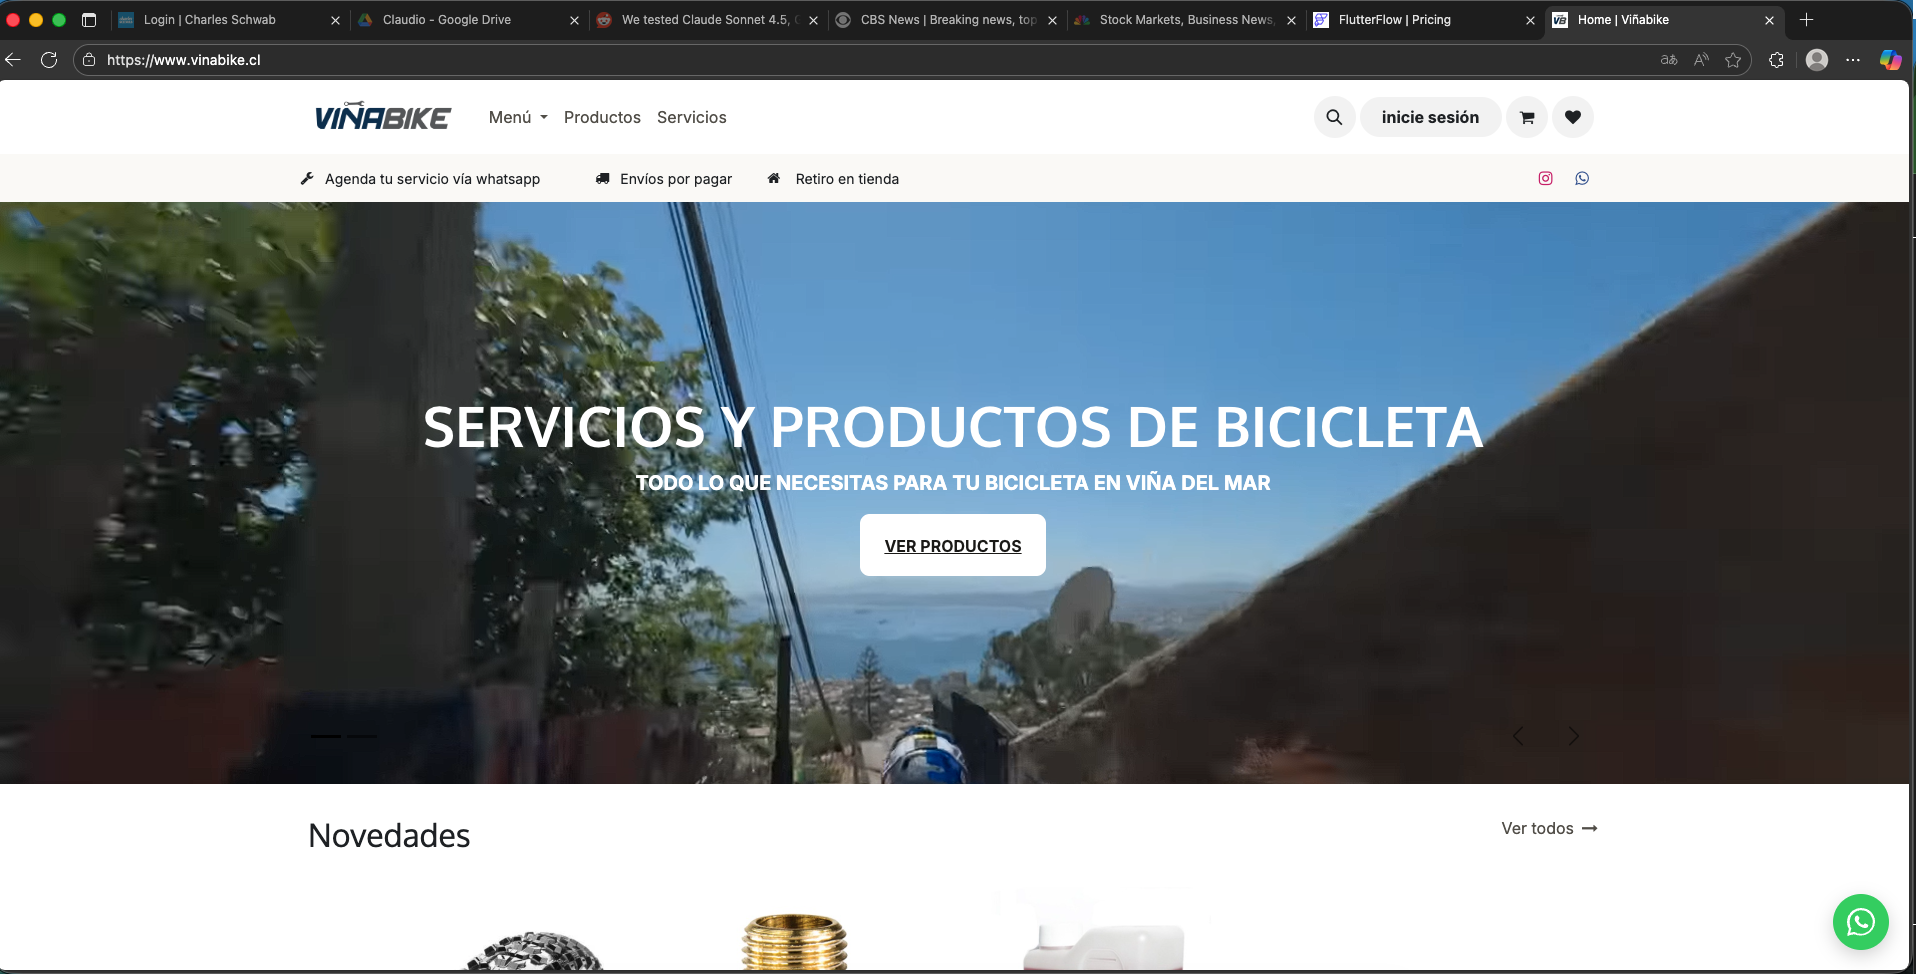 Login | Charles Schwab
Claudio - Google Drive
We tested Claude Sonnet 4.5,
CBS News | Breaking news, top
Stock Markets, Business News,
FlutterFlow | Pricing
Home | Viñabike
https://www.vinabike.cl
VIÑABIKE
Menú
Productos
Servicios
inicie sesión
Agenda tu servicio vía whatsapp
Envíos por pagar
Retiro en tienda
SERVICIOS Y PRODUCTOS DE BICICLETA
TODO LO QUE NECESITAS PARA TU BICICLETA EN VIÑA DEL MAR
VER PRODUCTOS
Novedades
Ver todos